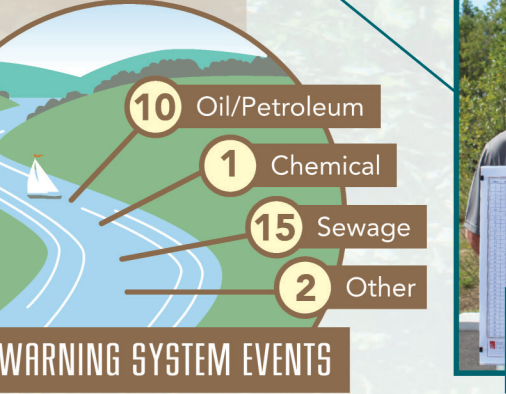 10 Oil/Petroleum
1 Chemical
15 Sewage
2 Other
WARNING SYSTEM EVENTS